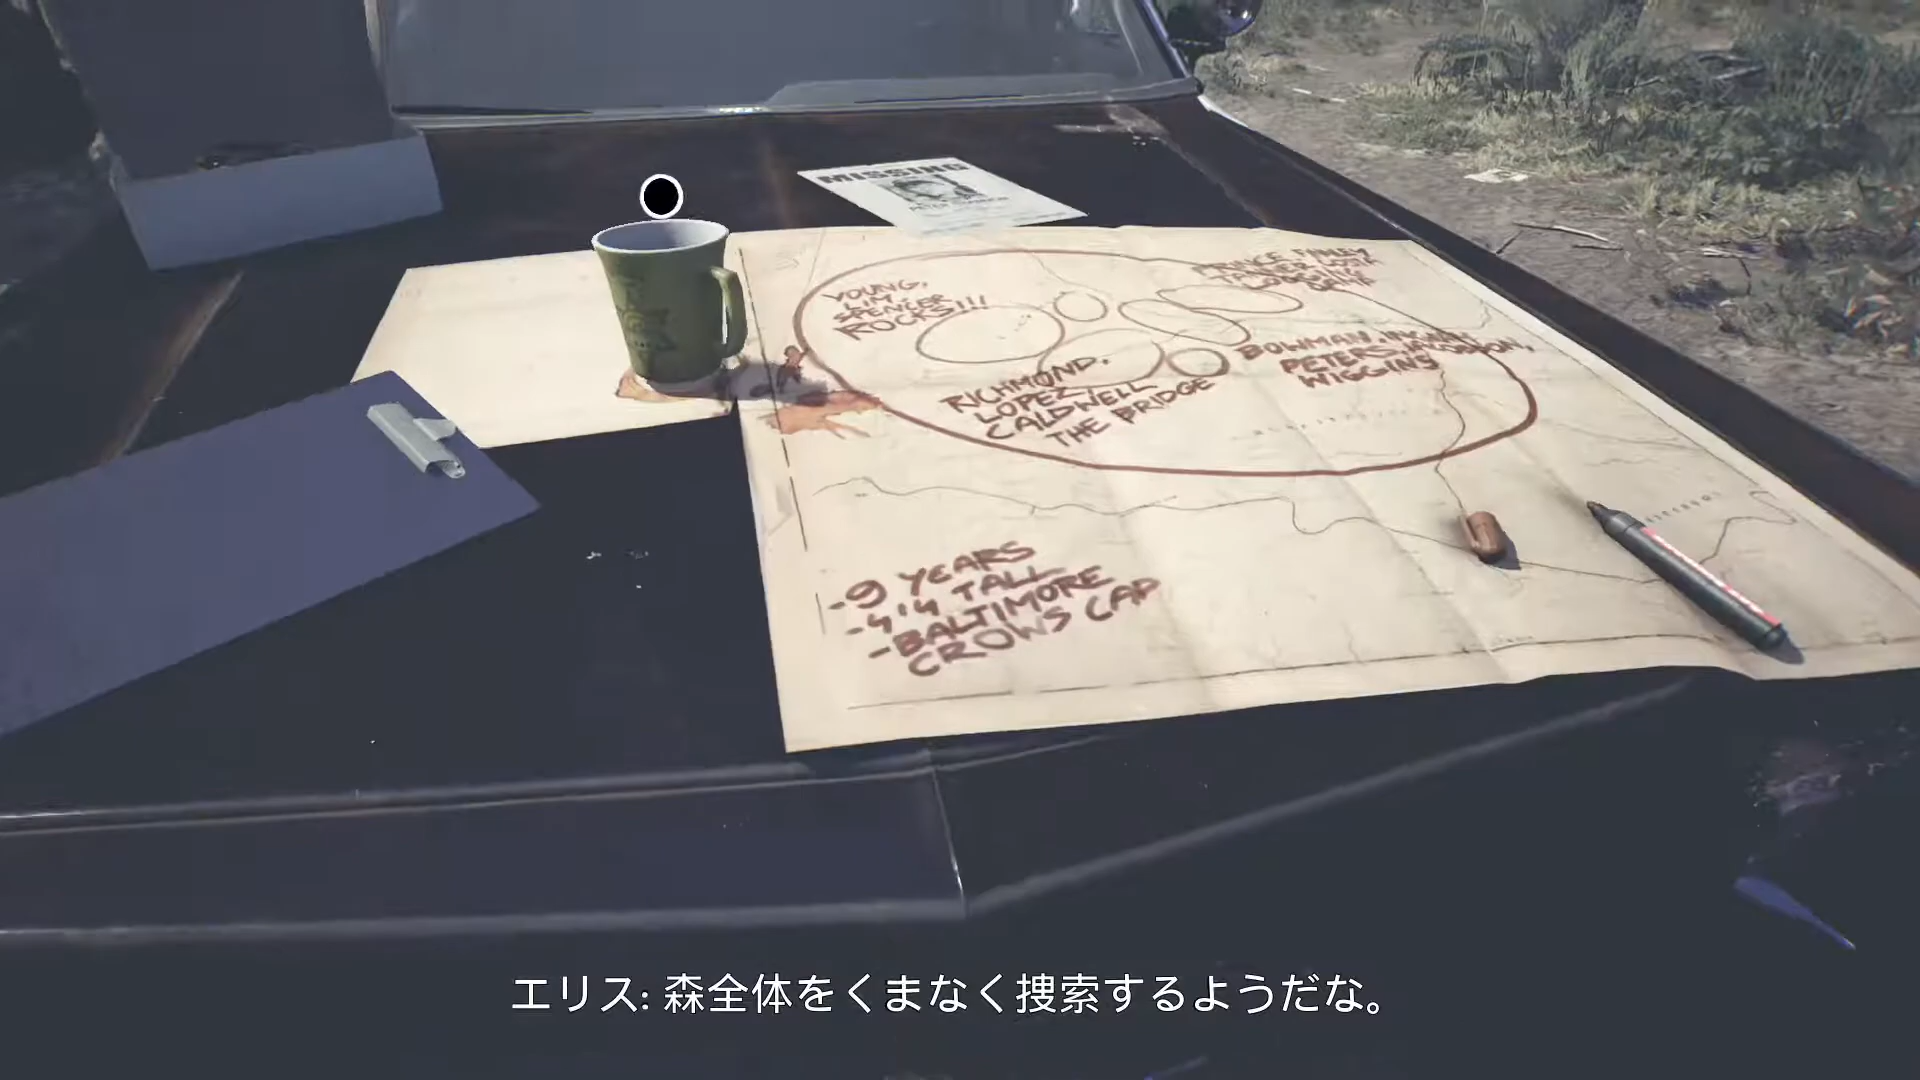 MISSING
YOUNG,
LIM,
SPENCER
ROCKS!!!
PRINCE, FINLEY
RICHMOND,
LOPEZ
CALDWELL
THE BRIDGE
BOWMAN,
WIGGINS
-9 YEARS
-4'4 TALL
-BALTIMORE
CROWS CAP
エリス: 森全体をくまなく捜索するようだな。